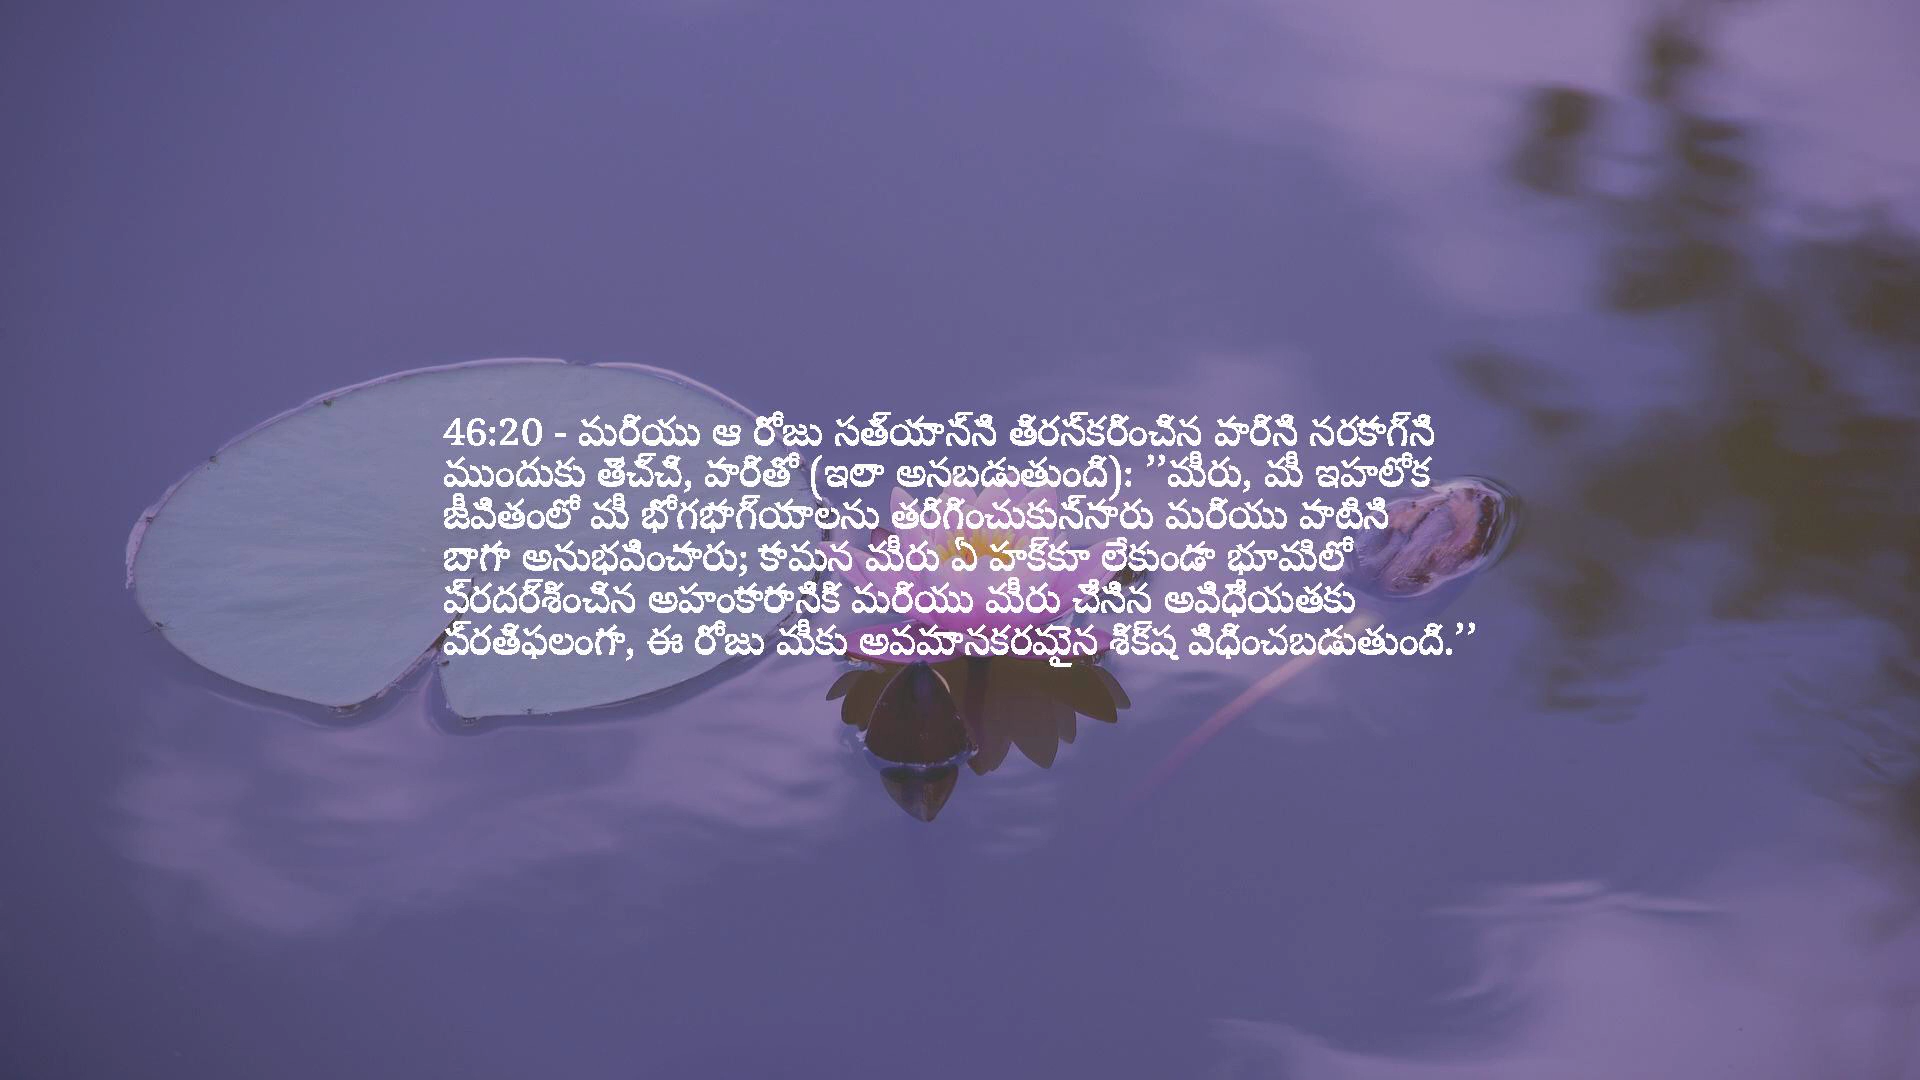 46:20 - మరియు ఆ రోజు సత్యాన్ని తిరస్కరించిన వారిని నరకాగ్ని
ముందుకు తెచ్చి, వారితో (ఇలా అనబడుతుంది): ’’మీరు, మీ ఇహలోక
జీవితంలో మీ భోగభాగ్యాలను తరిగించుకున్నారు మరియు వాటిని
బాగా అనుభవించారు; కావున మీరు ఏ హక్కూ లేకుండా భూమిలో
ప్రదర్శించిన అహంకారానికి మరియు మీరు చేసిన అవిధేయతకు
ప్రతిఫలంగా, ఈ రోజు మీకు అవమానకరమైన శిక్ష విధించబడుతుంది.’’